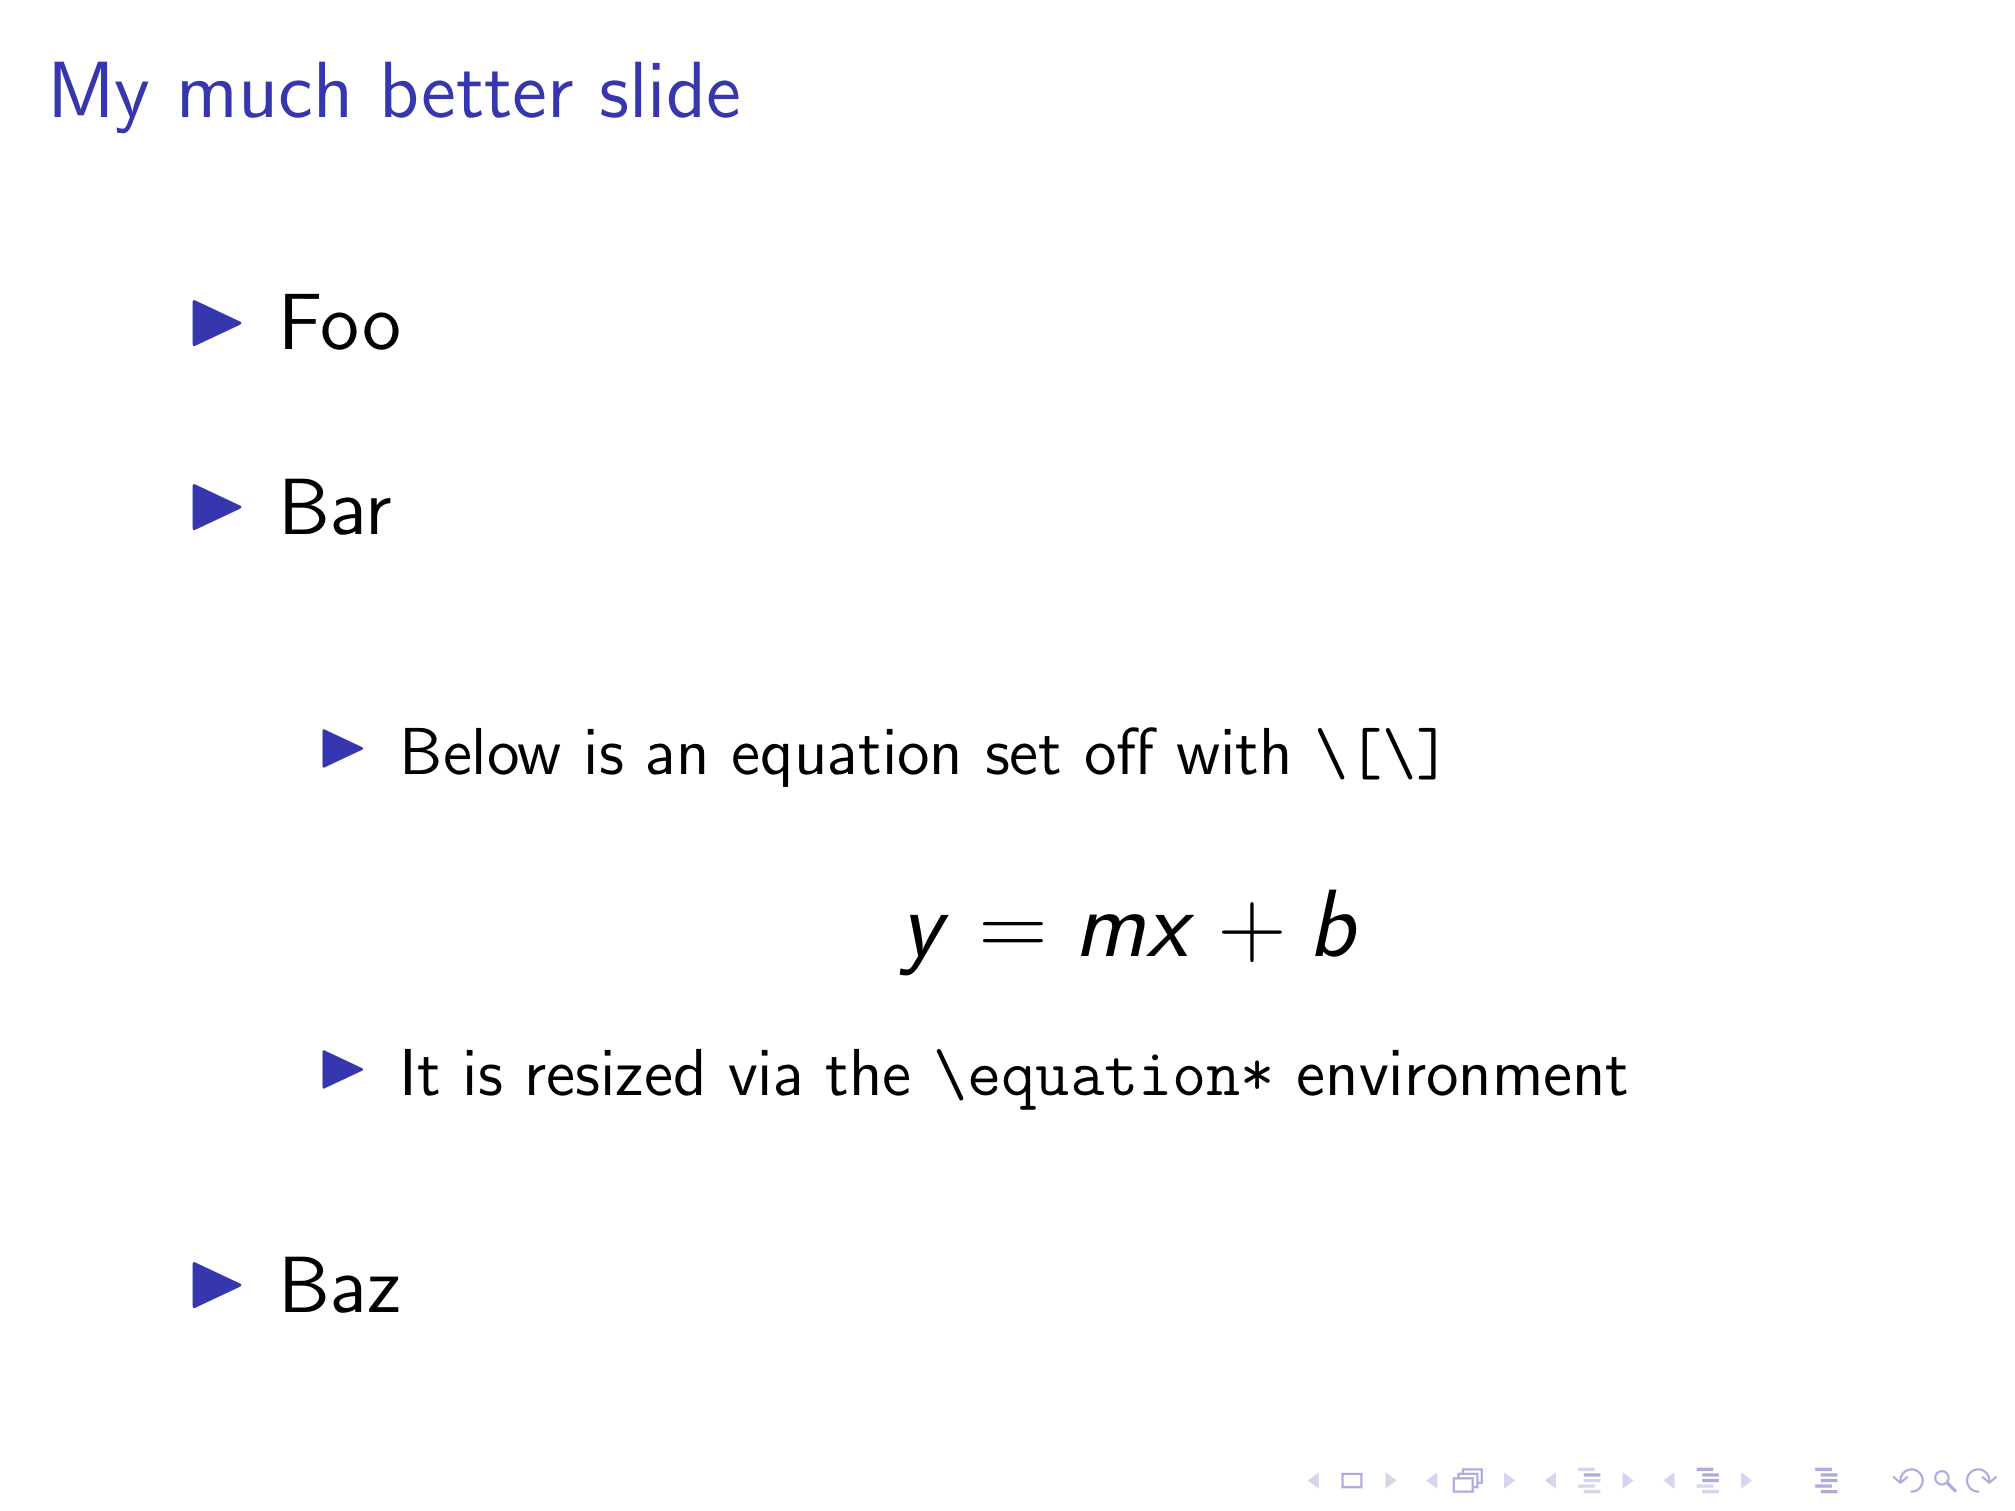 My much better slide
Foo
Bar
Below is an equation set off with \[\]
y = mx + b
It is resized via the \equation* environment
Baz